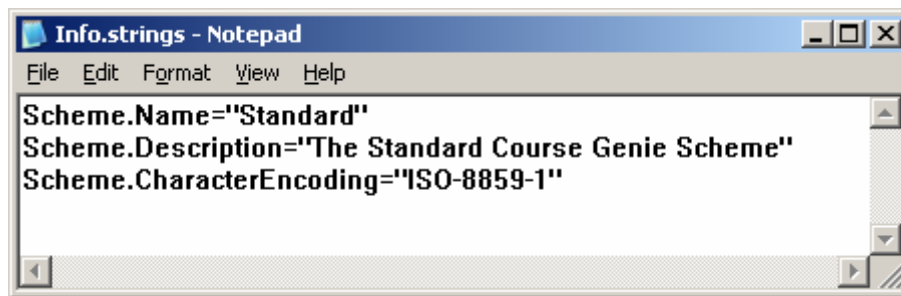 Info.strings - Notepad
File Edit Format View Help
Scheme.Name="Standard"
Scheme.Description="The Standard Course Genie Scheme"
Scheme.CharacterEncoding="ISO-8859-1"